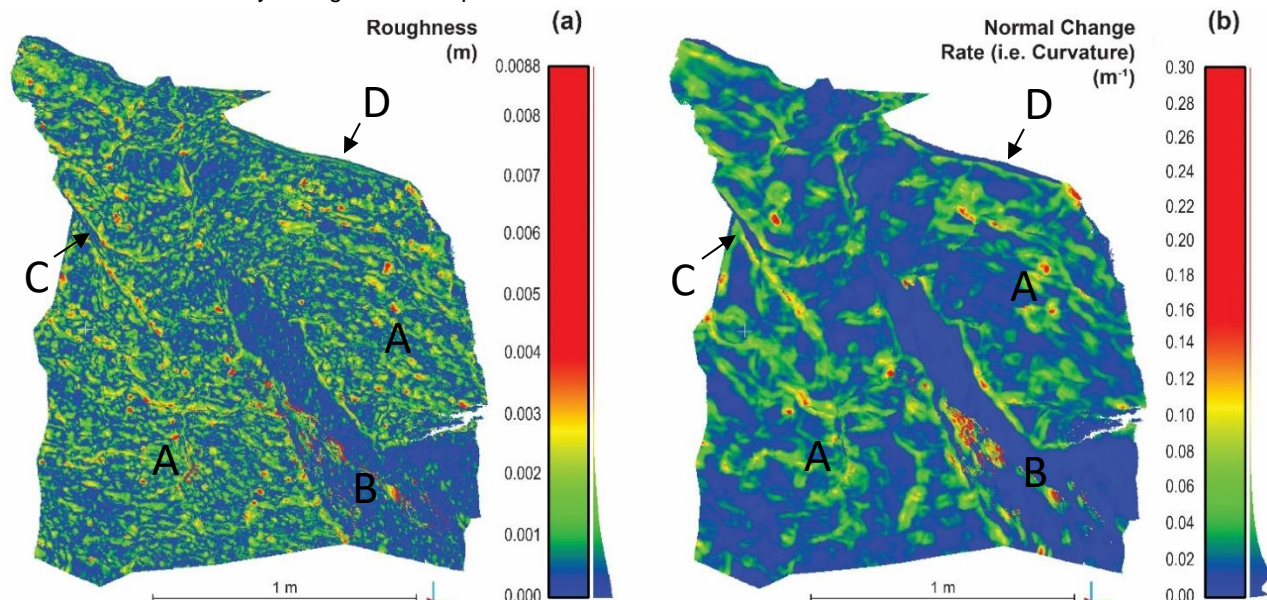 Roughness
(m)
(a)
0.0088
0.008
0.007
0.006
0.005
0.004
0.003
0.002
0.001
0.000
D
C
A
A
B
1 m
Normal Change
Rate (i.e. Curvature)
(m⁻¹)
(b)
0.30
0.28
0.26
0.24
0.22
0.20
0.18
0.16
0.14
0.12
0.10
0.08
0.06
0.04
0.02
0.00
D
C
A
A
B
1 m